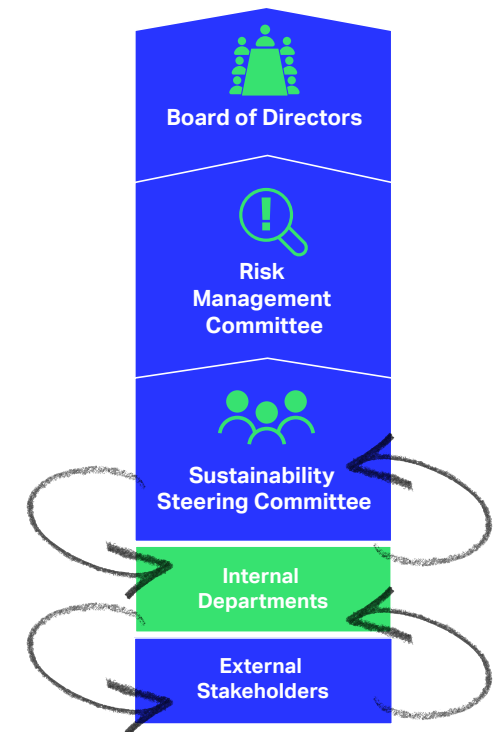 Board of Directors
Risk
Management
Committee
Sustainability
Steering Committee
Internal
Departments
External
Stakeholders